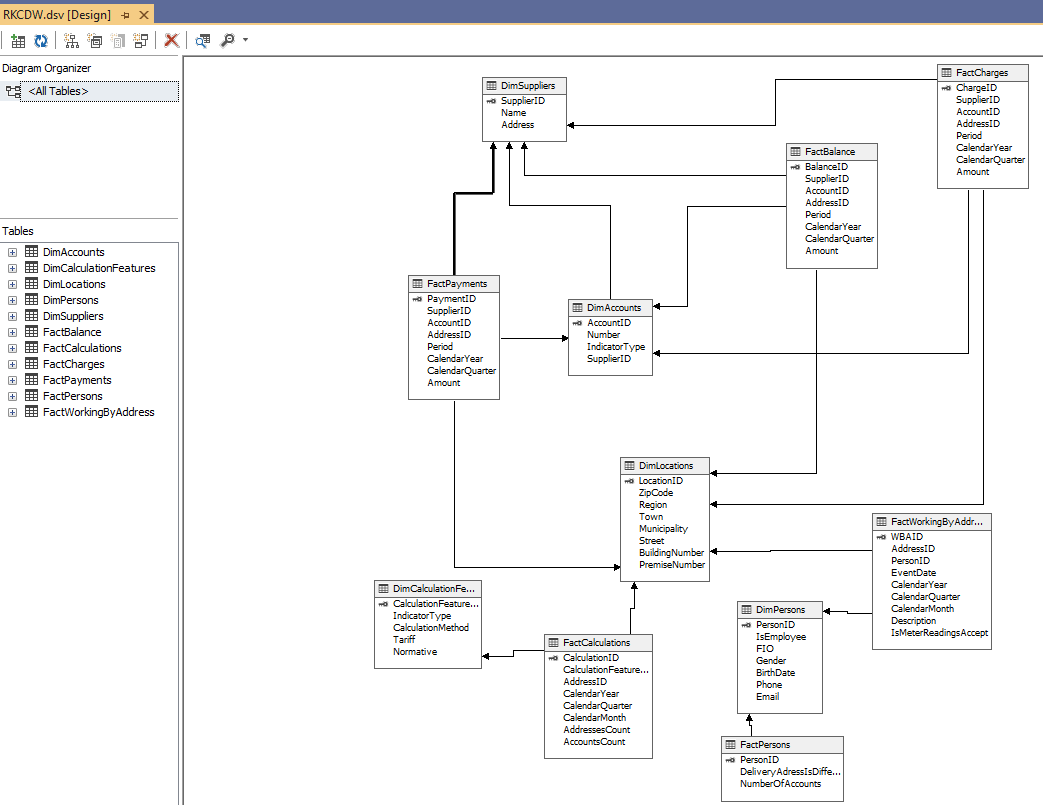 RKCDW.dsv [Design]
Diagram Organizer
<All Tables>
Tables
DimAccounts
DimCalculationFeatures
DimLocations
DimPersons
DimSuppliers
FactBalance
FactCalculations
FactCharges
FactPayments
FactPersons
FactWorkingByAddress
DimSuppliers
SupplierID
Name
Address
FactCharges
ChargeID
SupplierID
AccountID
AddressID
Period
CalendarYear
CalendarQuarter
Amount
FactBalance
BalanceID
SupplierID
AccountID
AddressID
Period
CalendarYear
CalendarQuarter
Amount
FactPayments
PaymentID
SupplierID
AccountID
AddressID
Period
CalendarYear
CalendarQuarter
Amount
DimAccounts
AccountID
Number
IndicatorType
SupplierID
DimLocations
LocationID
ZipCode
Region
Town
Municipality
Street
BuildingNumber
PremiseNumber
FactWorkingByAddr...
WBAID
AddressID
PersonID
EventDate
CalendarYear
CalendarQuarter
CalendarMonth
Description
IsMeterReadingsAccept
DimCalculationFe...
CalculationFeature...
IndicatorType
CalculationMethod
Tariff
Normative
FactCalculations
CalculationID
CalculationFeature...
AddressID
CalendarYear
CalendarQuarter
CalendarMonth
AddressesCount
AccountsCount
DimPersons
PersonID
IsEmployee
FIO
Gender
BirthDate
Phone
Email
FactPersons
PersonID
DeliveryAdressIsDiffe...
NumberOfAccounts